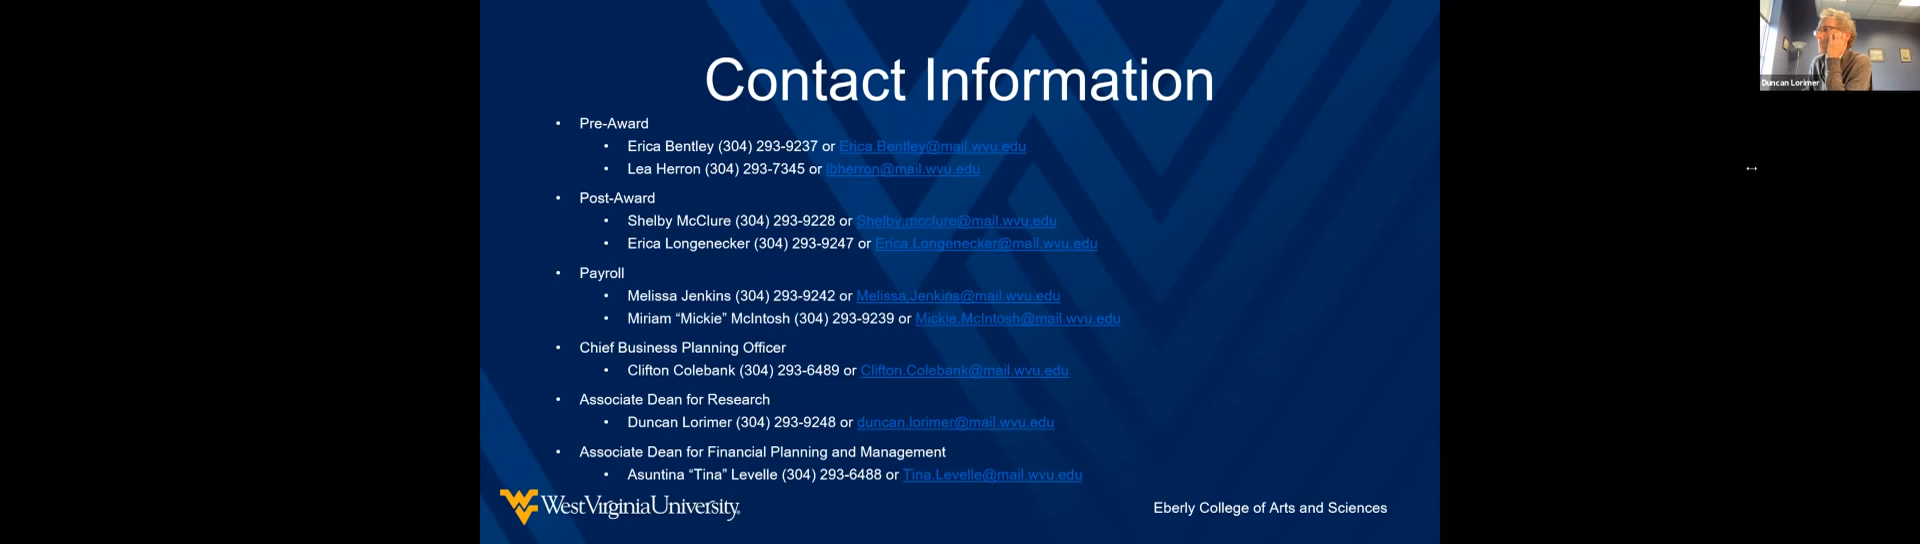 Contact Information
• Pre-Award
• Erica Bentley (304) 293-9237 or Erica.Bentley@mail.wvu.edu
• Lea Herron (304) 293-7345 or lbherron@mail.wvu.edu
• Post-Award
• Shelby McClure (304) 293-9228 or Shelby.mcclure@mail.wvu.edu
• Erica Longenecker (304) 293-9247 or Erica.Longenecker@mail.wvu.edu
• Payroll
• Melissa Jenkins (304) 293-9242 or Melissa.Jenkins@mail.wvu.edu
• Miriam “Mickie” McIntosh (304) 293-9239 or Mickie.McIntosh@mail.wvu.edu
• Chief Business Planning Officer
• Clifton Colebank (304) 293-6489 or Clifton.Colebank@mail.wvu.edu
• Associate Dean for Research
• Duncan Lorimer (304) 293-9248 or duncan.lorimer@mail.wvu.edu
• Associate Dean for Financial Planning and Management
• Asuntina “Tina” Levelle (304) 293-6488 or Tina.Levelle@mail.wvu.edu
WestVirginiaUniversity.
Eberly College of Arts and Sciences
Duncan Lorimer